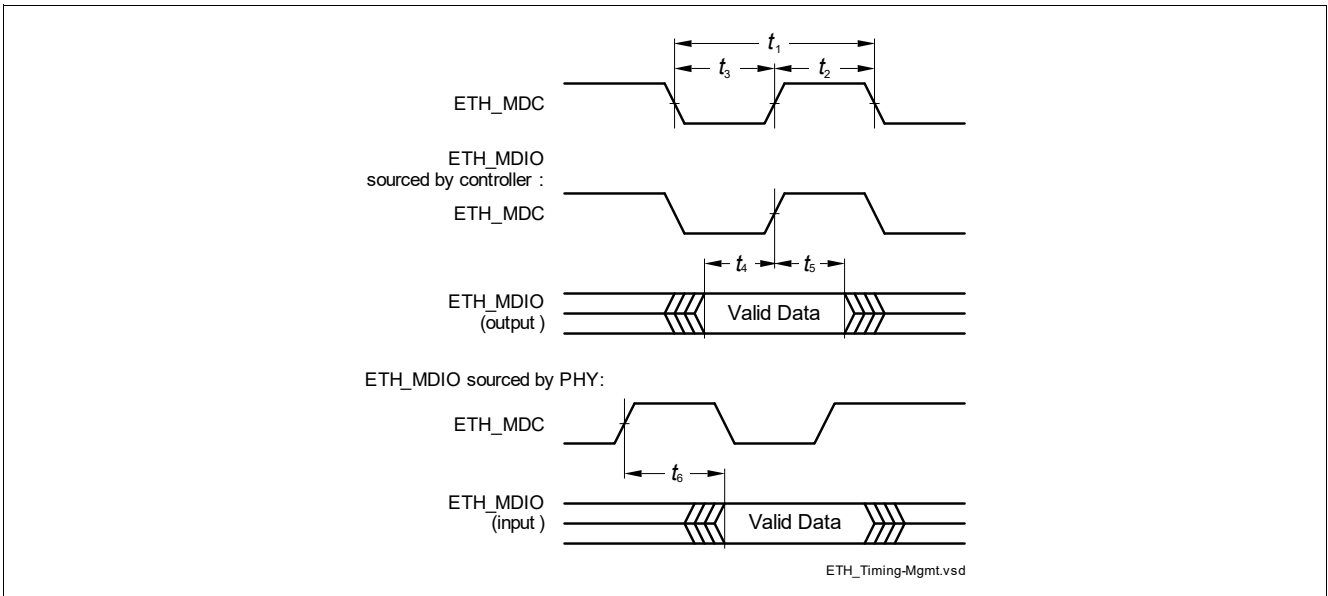 t₁
t₃ t₂
ETH_MDC
ETH_MDIO
sourced by controller :
ETH_MDC
t₄ t₅
ETH_MDIO
(output )
Valid Data
ETH_MDIO sourced by PHY:
ETH_MDC
t₆
ETH_MDIO
(input )
Valid Data
ETH_Timing-Mgmt.vsd